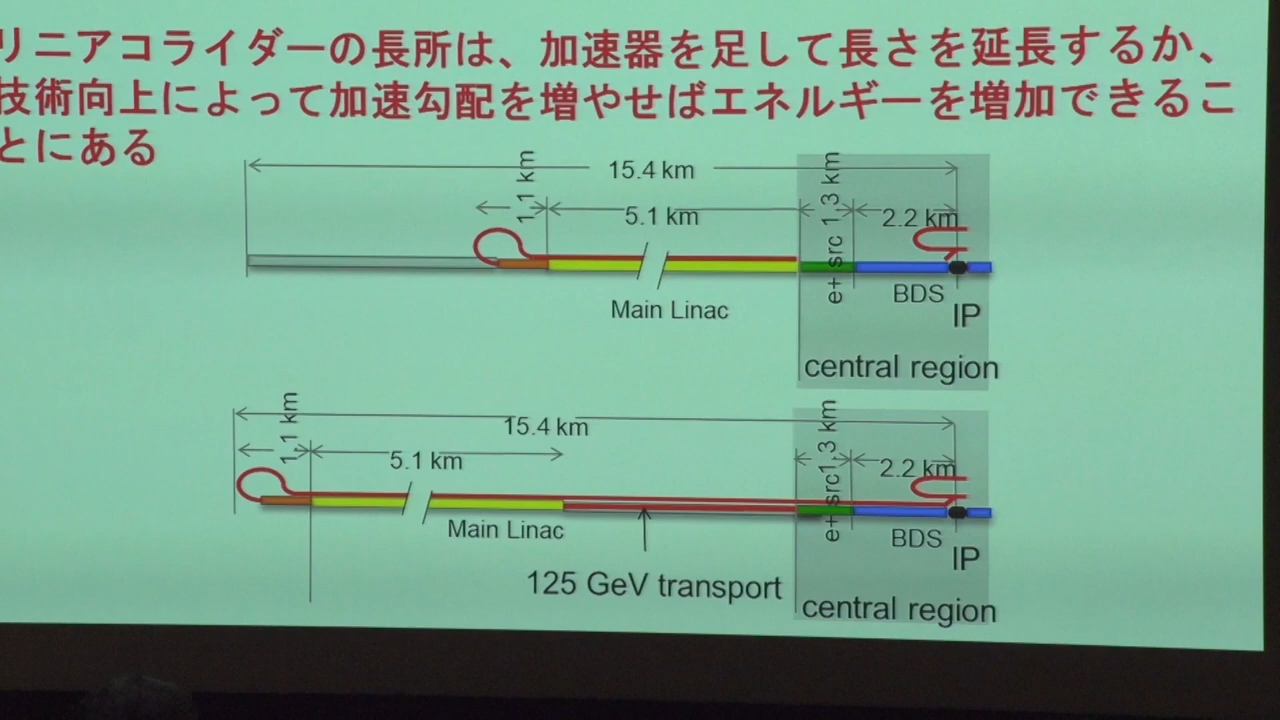 リニアコライダーの長所は、加速器を足して長さを延長するか、
技術向上によって加速勾配を増やせばエネルギーを増加できるこ
とにある
15.4 km
1.1 km
5.1 km
1.3 km
2.2 km
e+ src
Main Linac
BDS
IP
central region
15.4 km
1.1 km
5.1 km
1.3 km
2.2 km
e+ src
Main Linac
BDS
IP
125 GeV transport
central region